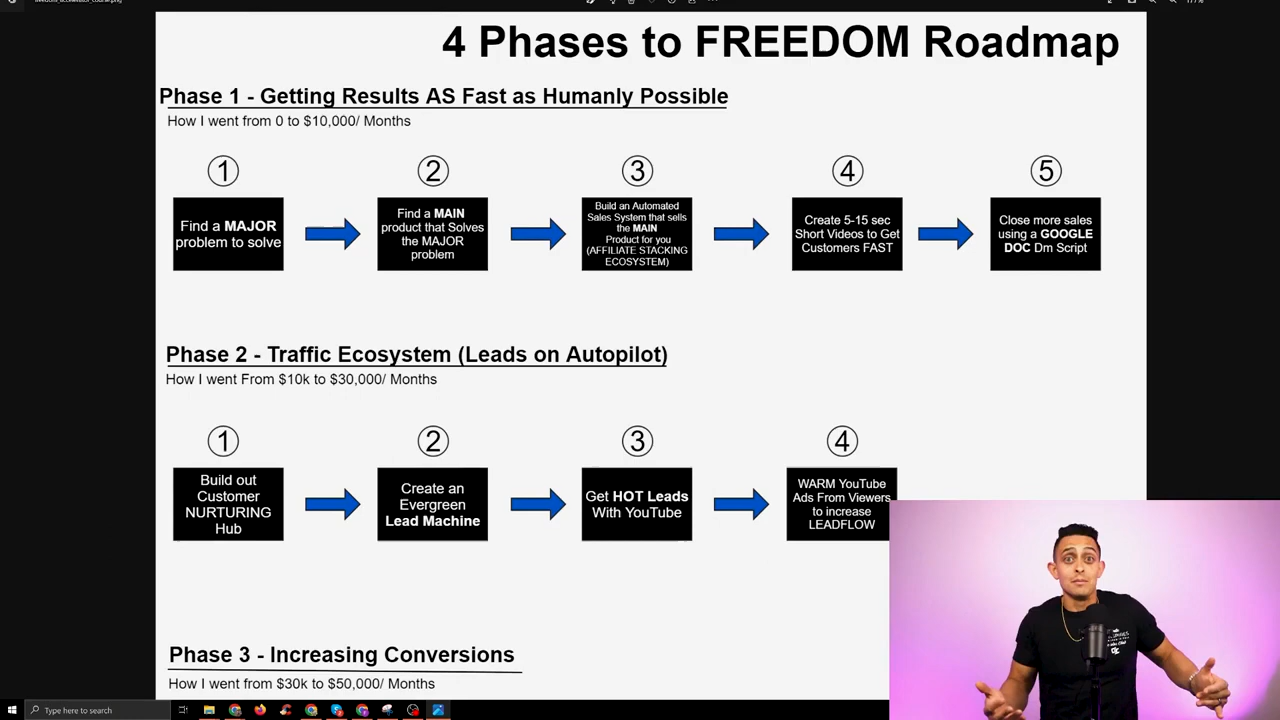 4 Phases to FREEDOM Roadmap
Phase 1 - Getting Results AS Fast as Humanly Possible
How I went from 0 to $10,000/ Months
1
2
3
4
5
Find a MAJOR
problem to solve
Find a MAIN
product that Solves
the MAJOR
problem
Build an Automated
Sales System that sells
the MAIN
Product for you
(AFFILIATE STACKING
ECOSYSTEM)
Create 5-15 sec
Short Videos to Get
Customers FAST
Close more sales
using a GOOGLE
DOC Dm Script
Phase 2 - Traffic Ecosystem (Leads on Autopilot)
How I went From $10k to $30,000/ Months
1
2
3
4
Build out
Customer
NURTURING
Hub
Create an
Evergreen
Lead Machine
Get HOT Leads
With YouTube
WARM YouTube
Ads From Viewers
to increase
LEADFLOW
Phase 3 - Increasing Conversions
How I went from $30k to $50,000/ Months
Type here to search